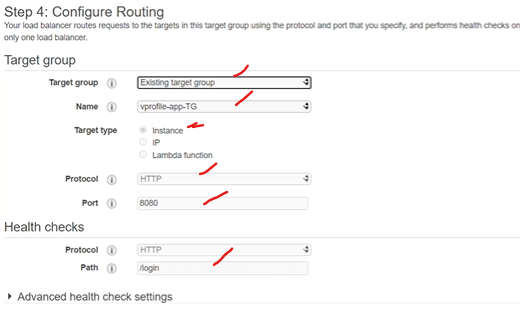 Step 4: Configure Routing
Your load balancer routes requests to the targets in this target group using the protocol and port that you specify, and performs health checks on
only one load balancer.
Target group
Target group Existing target group
Name vprofile-app-TG
Target type Instance
IP
Lambda function
Protocol HTTP
Port 8080
Health checks
Protocol HTTP
Path /login
Advanced health check settings